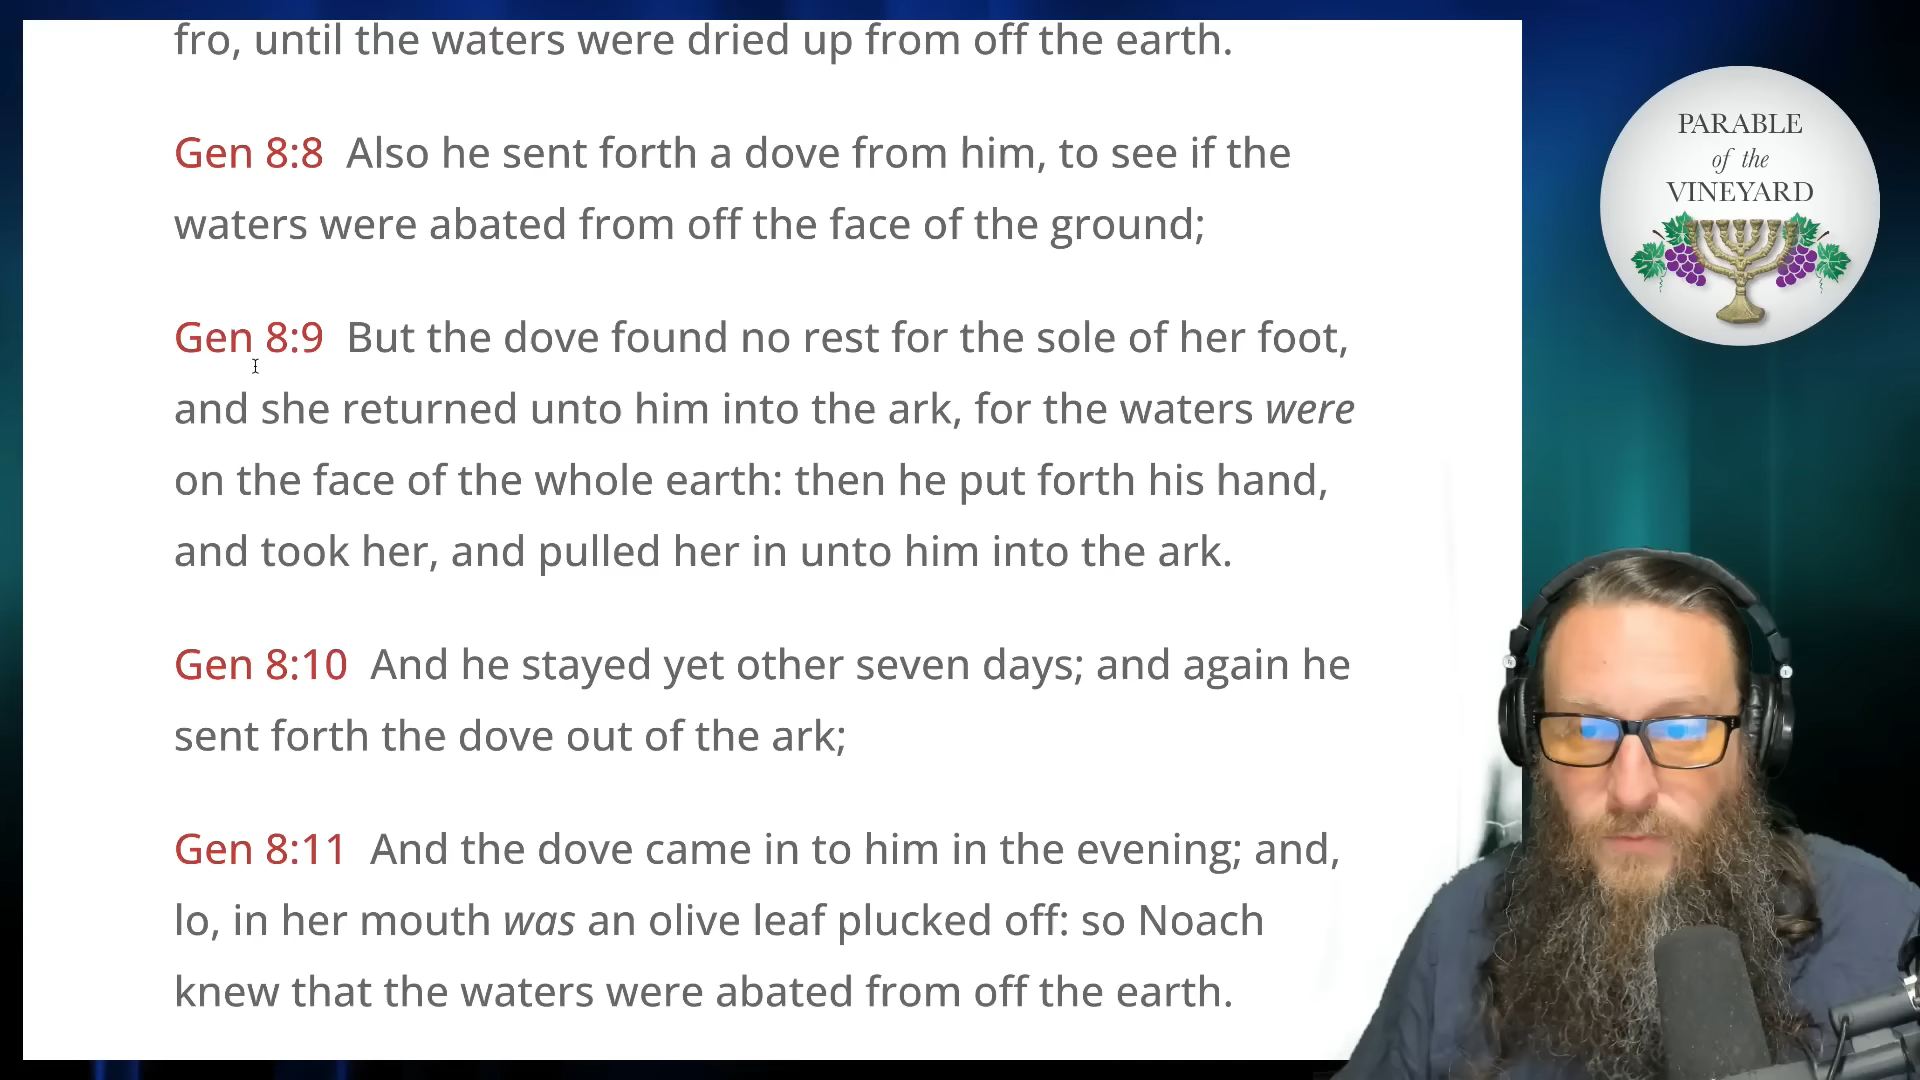 fro, until the waters were dried up from off the earth.
Gen 8:8 Also he sent forth a dove from him, to see if the
waters were abated from off the face of the ground;
Gen 8:9 But the dove found no rest for the sole of her foot,
and she returned unto him into the ark, for the waters were
on the face of the whole earth: then he put forth his hand,
and took her, and pulled her in unto him into the ark.
Gen 8:10 And he stayed yet other seven days; and again he
sent forth the dove out of the ark;
Gen 8:11 And the dove came in to him in the evening; and,
lo, in her mouth was an olive leaf plucked off: so Noach
knew that the waters were abated from off the earth.
PARABLE
of the
VINEYARD